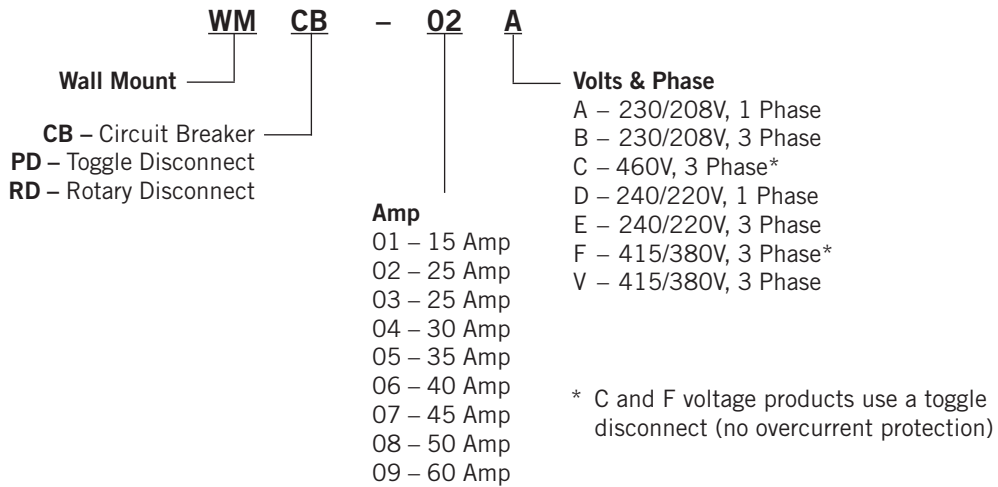 WM CB – 02 A
Wall Mount
CB – Circuit Breaker
PD – Toggle Disconnect
RD – Rotary Disconnect
Amp
01 – 15 Amp
02 – 25 Amp
03 – 25 Amp
04 – 30 Amp
05 – 35 Amp
06 – 40 Amp
07 – 45 Amp
08 – 50 Amp
09 – 60 Amp
Volts & Phase
A – 230/208V, 1 Phase
B – 230/208V, 3 Phase
C – 460V, 3 Phase*
D – 240/220V, 1 Phase
E – 240/220V, 3 Phase
F – 415/380V, 3 Phase*
V – 415/380V, 3 Phase
* C and F voltage products use a toggle
disconnect (no overcurrent protection)